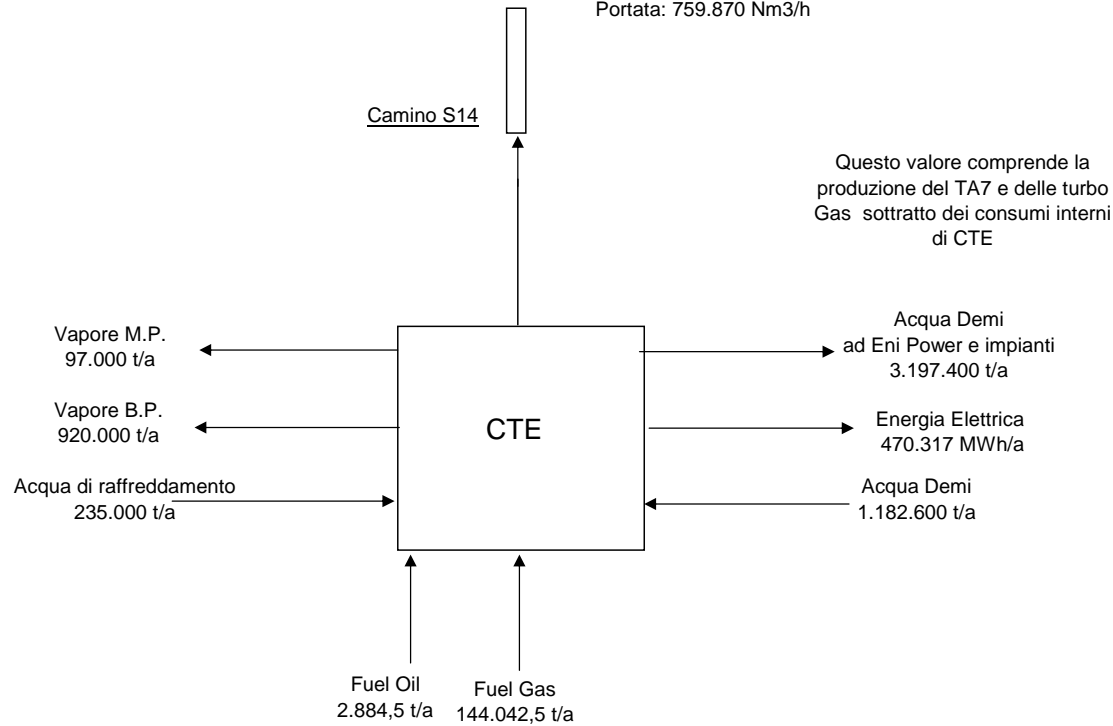 Portata: 759.870 Nm3/h
Camino S14
Questo valore comprende la
produzione del TA7 e delle turbo
Gas sottratto dei consumi interni
di CTE
Vapore M.P.
97.000 t/a
Acqua Demi
ad Eni Power e impianti
3.197.400 t/a
Vapore B.P.
920.000 t/a
CTE
Energia Elettrica
470.317 MWh/a
Acqua di raffreddamento
235.000 t/a
Acqua Demi
1.182.600 t/a
Fuel Oil
2.884,5 t/a
Fuel Gas
144.042,5 t/a